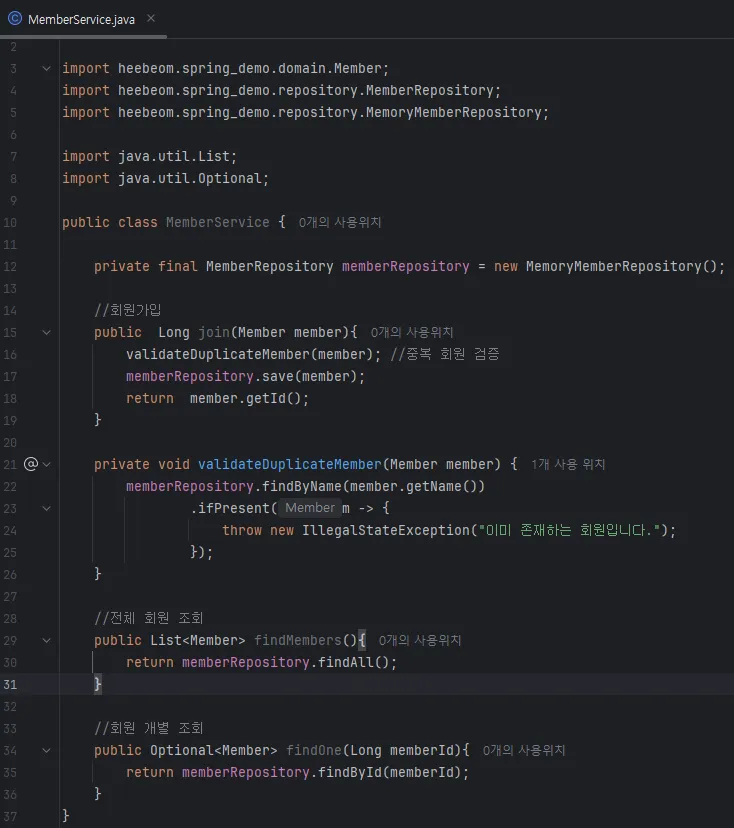 MemberService.java
2
3 import heebeom.spring_demo.domain.Member;
4 import heebeom.spring_demo.repository.MemberRepository;
5 import heebeom.spring_demo.repository.MemoryMemberRepository;
6
7 import java.util.List;
8 import java.util.Optional;
9
10 public class MemberService { 0개의 사용위치
11
12 private final MemberRepository memberRepository = new MemoryMemberRepository();
13
14 //회원가입
15 public  Long join(Member member){ 0개의 사용위치
16 validateDuplicateMember(member); //중복 회원 검증
17 memberRepository.save(member);
18 return  member.getId();
19 }
20
21 @ private void validateDuplicateMember(Member member) { 1개 사용 위치
22 memberRepository.findByName(member.getName())
23 .ifPresent( Member m -> {
24 throw new IllegalStateException("이미 존재하는 회원입니다.");
25 });
26 }
27
28 //전체 회원 조회
29 public List<Member> findMembers(){ 0개의 사용위치
30 return memberRepository.findAll();
31 }
32
33 //회원 개별 조회
34 public Optional<Member> findOne(Long memberId){ 0개의 사용위치
35 return memberRepository.findById(memberId);
36 }
37 }